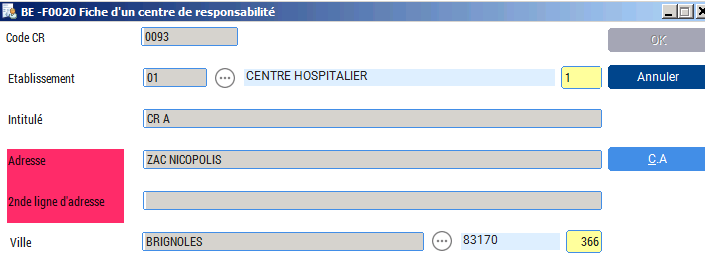 BE -F0020 Fiche d'un centre de responsabilité
Code CR 0093 OK
Etablissement 01 CENTRE HOSPITALIER 1 Annuler
Intitulé CR A
Adresse ZAC NICOPOLIS C.A
2nde ligne d'adresse
Ville BRIGNOLES 83170 366